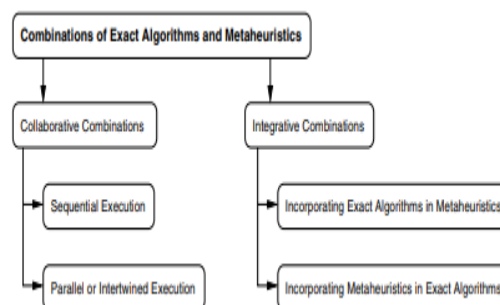 Combinations of Exact Algorithms and Metaheuristics
Collaborative Combinations
Integrative Combinations
Sequential Execution
Incorporating Exact Algorithms in Metaheuristics
Parallel or Intertwined Execution
Incorporating Metaheuristics in Exact Algorithms